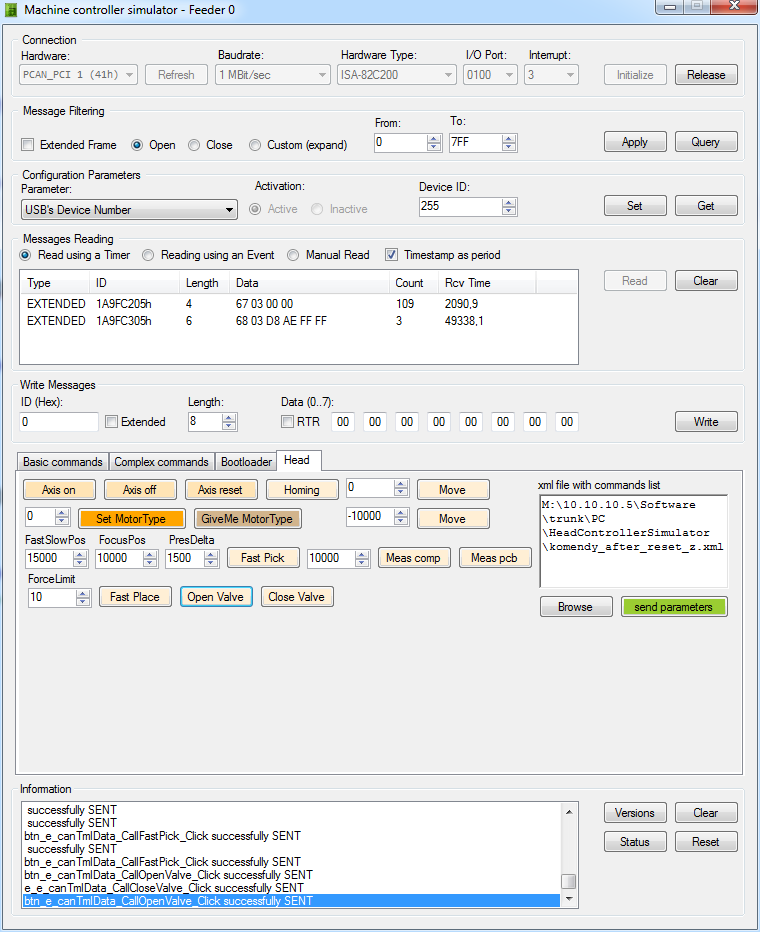 Machine controller simulator - Feeder 0
Connection
Hardware: Baudrate: Hardware Type: I/O Port: Interrupt:
PCAN_PCI 1 (41h) Refresh 1 MBit/sec ISA-82C200 0100 3 Initialize Release
Message Filtering
From: To:
Extended Frame Open Close Custom (expand) 0 7FF Apply Query
Configuration Parameters
Parameter: Activation: Device ID:
USB's Device Number Active Inactive 255 Set Get
Messages Reading
Read using a Timer Reading using an Event Manual Read Timestamp as period
Type ID Length Data Count Rcv Time Read Clear
EXTENDED 1A9FC205h 4 67 03 00 00 109 2090,9
EXTENDED 1A9FC305h 6 68 03 D8 AE FF FF 3 49338,1
Write Messages
ID (Hex): Length: Data (0..7):
0 Extended 8 RTR 00 00 00 00 00 00 00 00 Write
Basic commands Complex commands Bootloader Head
Axis on Axis off Axis reset Homing 0 Move
0 Set MotorType GiveMe MotorType -10000 Move
FastSlowPos FocusPos PresDelta
15000 10000 1500 Fast Pick 10000 Meas comp Meas pcb
ForceLimit
10 Fast Place Open Valve Close Valve
xml file with commands list
M:\10.10.10.5\Software
\trunk\PC
\HeadControllerSimulator
\komendy_after_reset_z.xml
Browse send parameters
Information
successfully SENT
successfully SENT
btn_e_canTmlData_CallFastPick_Click successfully SENT
successfully SENT
btn_e_canTmlData_CallFastPick_Click successfully SENT
btn_e_canTmlData_CallOpenValve_Click successfully SENT
e_e_canTmlData_CallCloseValve_Click successfully SENT
btn_e_canTmlData_CallOpenValve_Click successfully SENT
Versions Clear
Status Reset